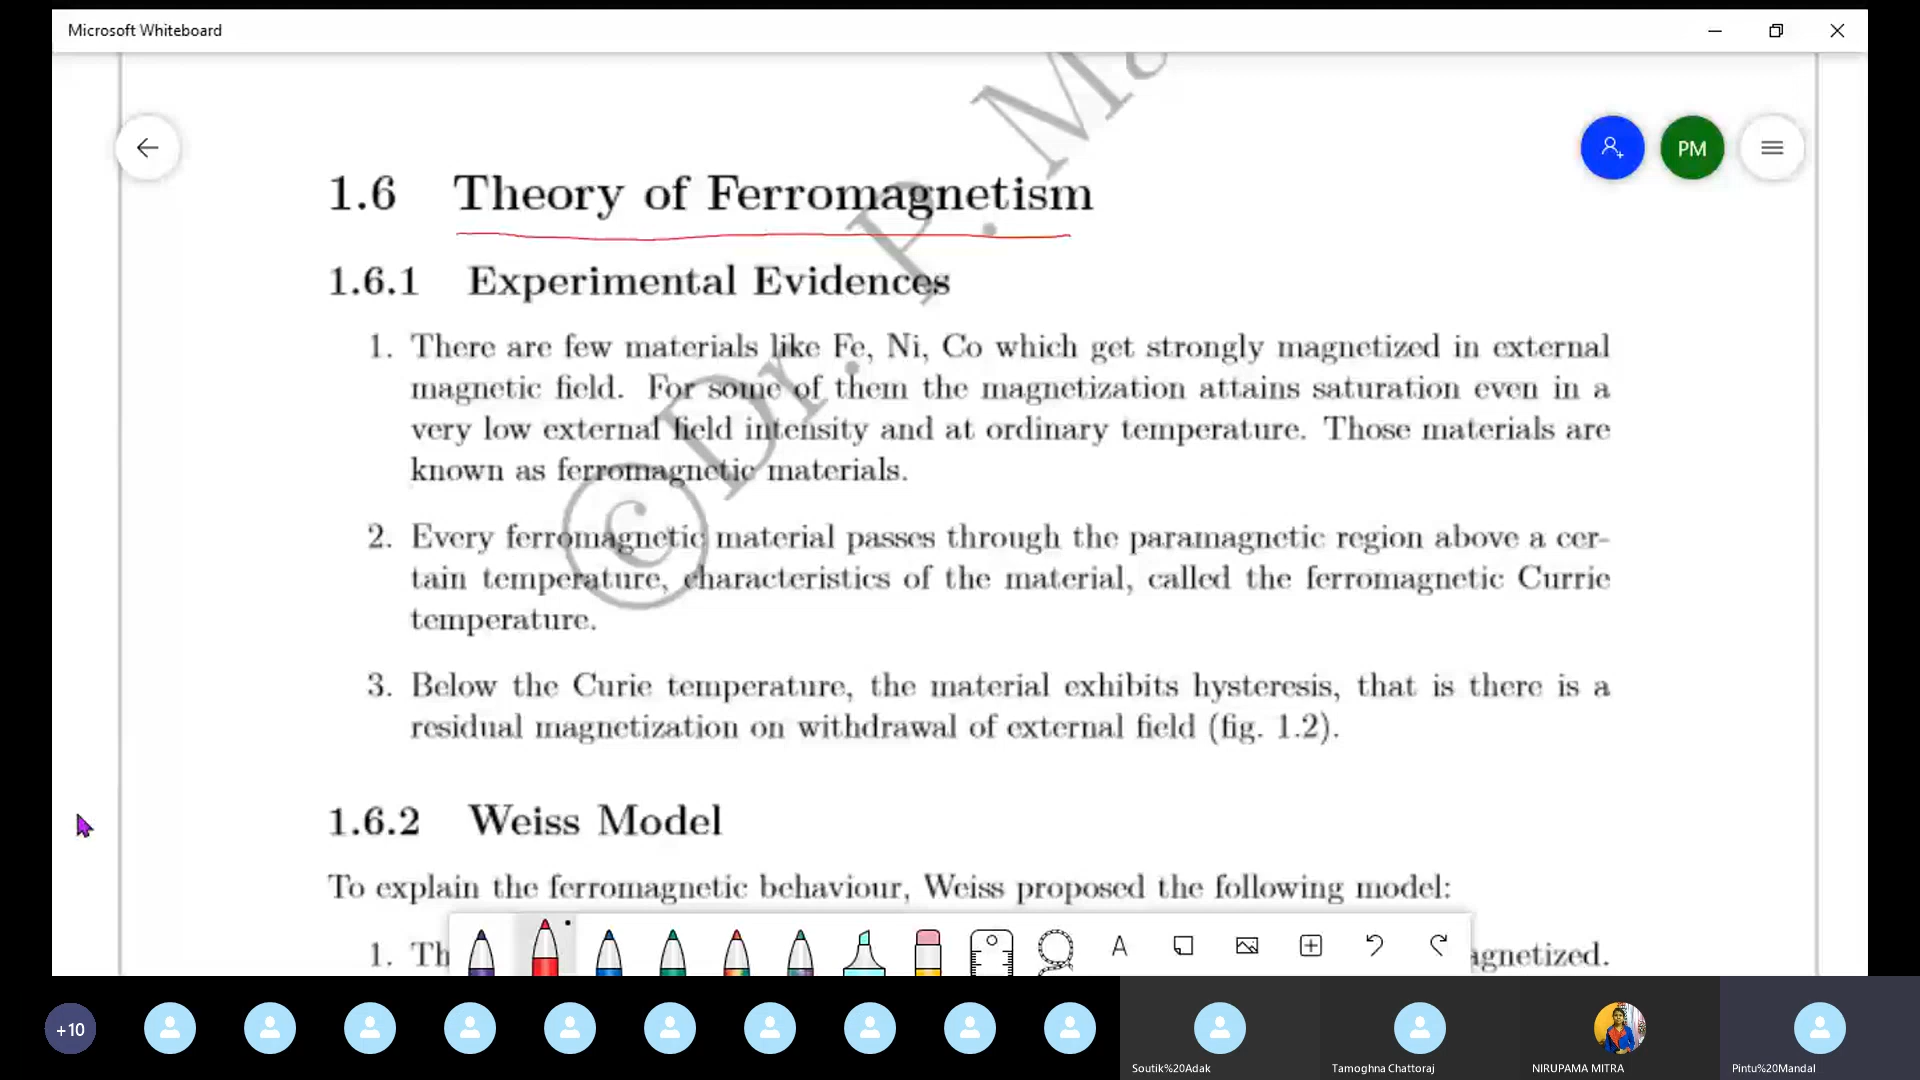 Microsoft Whiteboard
PM
1.6 Theory of Ferromagnetism
1.6.1 Experimental Evidences
1. There are few materials like Fe, Ni, Co which get strongly magnetized in external
magnetic field. For some of them the magnetization attains saturation even in a
very low external field intensity and at ordinary temperature. Those materials are
known as ferromagnetic materials.
2. Every ferromagnetic material passes through the paramagnetic region above a cer-
tain temperature, characteristics of the material, called the ferromagnetic Currie
temperature.
3. Below the Curie temperature, the material exhibits hysteresis, that is there is a
residual magnetization on withdrawal of external field (fig. 1.2).
1.6.2 Weiss Model
To explain the ferromagnetic behaviour, Weiss proposed the following model:
1. Th
agnetized.
©Dr. P. Ma
A
+10
Soutik%20Adak
Tamoghna Chattoraj
NIRUPAMA MITRA
Pintu%20Mandal